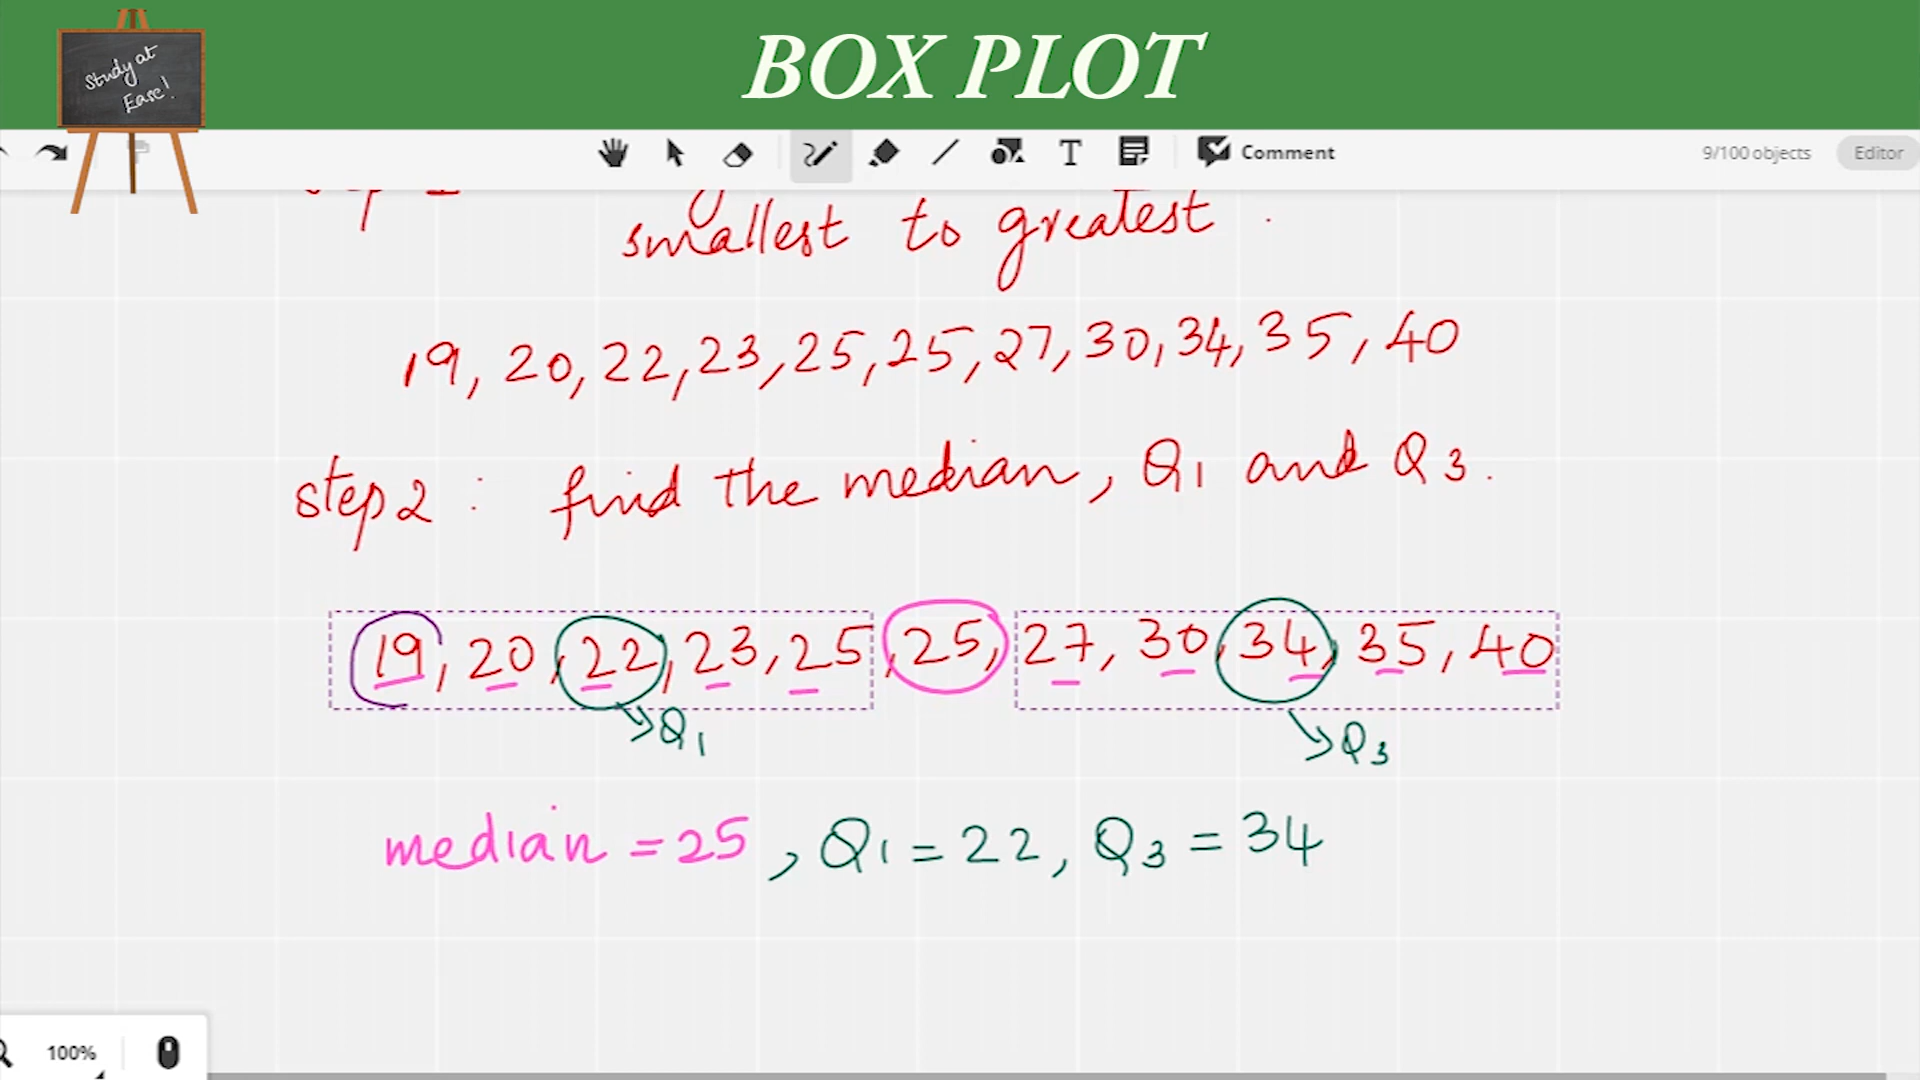 BOX PLOT
Study at
Ease!
Comment
9/100 objects
Editor
smallest to greatest.
19, 20, 22, 23, 25, 25, 27, 30, 34, 35, 40
step 2 : find the median, Q1 and Q3.
19, 20, 22, 23, 25, 25, 27, 30, 34, 35, 40
Q1
Q3
median = 25, Q1 = 22, Q3 = 34
100%